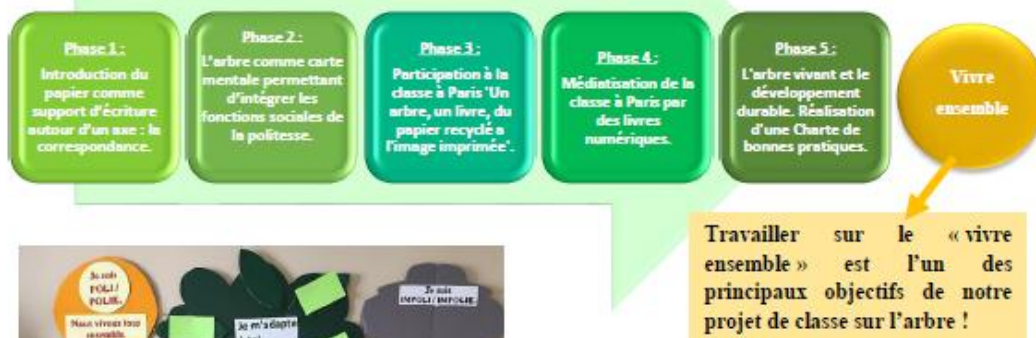 Phase 1 :
Introduction du
papier comme
support d'écriture
autour d'un axe : la
correspondance.
Phase 2 :
L'arbre comme carte
mentale permettant
d'intégrer les
fonctions sociales de
la politesse.
Phase 3 :
Participation à la
classe à Paris 'Un
arbre, un livre, du
papier recyclé a
l'image imprimée'.
Phase 4 :
Médiatisation de la
classe à Paris par
des livres
numériques.
Phase 5 :
L'arbre vivant et le
développement
durable. Réalisation
d'une Charte de
bonnes pratiques.
Vivre
ensemble
Travailler sur le « vivre
ensemble » est l'un des
principaux objectifs de notre
projet de classe sur l'arbre !
Je suis
POLI /
POLIE.
Nous vivons tous
ensemble.
Je m'adapte
Je suis
IMPOLI / IMPOLIE.